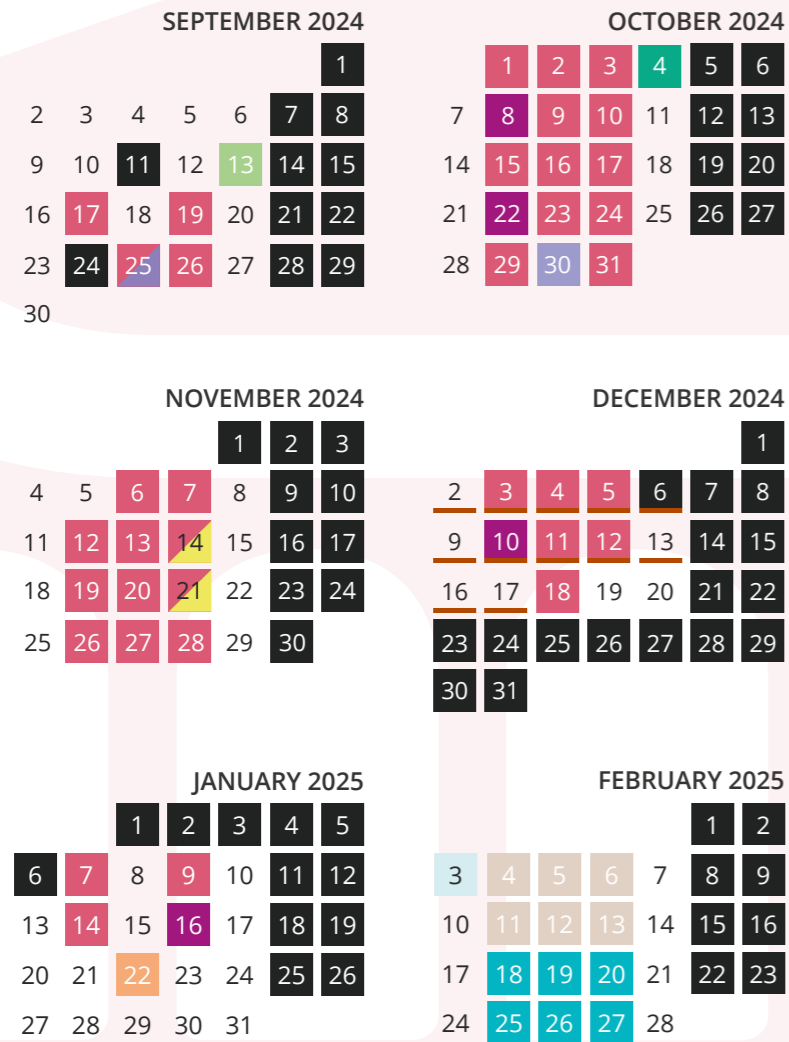 SEPTEMBER 2024
1
2 3 4 5 6 7 8
9 10 11 12 13 14 15
16 17 18 19 20 21 22
23 24 25 26 27 28 29
30
OCTOBER 2024
1 2 3 4 5 6
7 8 9 10 11 12 13
14 15 16 17 18 19 20
21 22 23 24 25 26 27
28 29 30 31
NOVEMBER 2024
1 2 3
4 5 6 7 8 9 10
11 12 13 14 15 16 17
18 19 20 21 22 23 24
25 26 27 28 29 30
DECEMBER 2024
1
2 3 4 5 6 7 8
9 10 11 12 13 14 15
16 17 18 19 20 21 22
23 24 25 26 27 28 29
30 31
JANUARY 2025
1 2 3 4 5
6 7 8 9 10 11 12
13 14 15 16 17 18 19
20 21 22 23 24 25 26
27 28 29 30 31
FEBRUARY 2025
1 2
3 4 5 6 7 8 9
10 11 12 13 14 15 16
17 18 19 20 21 22 23
24 25 26 27 28